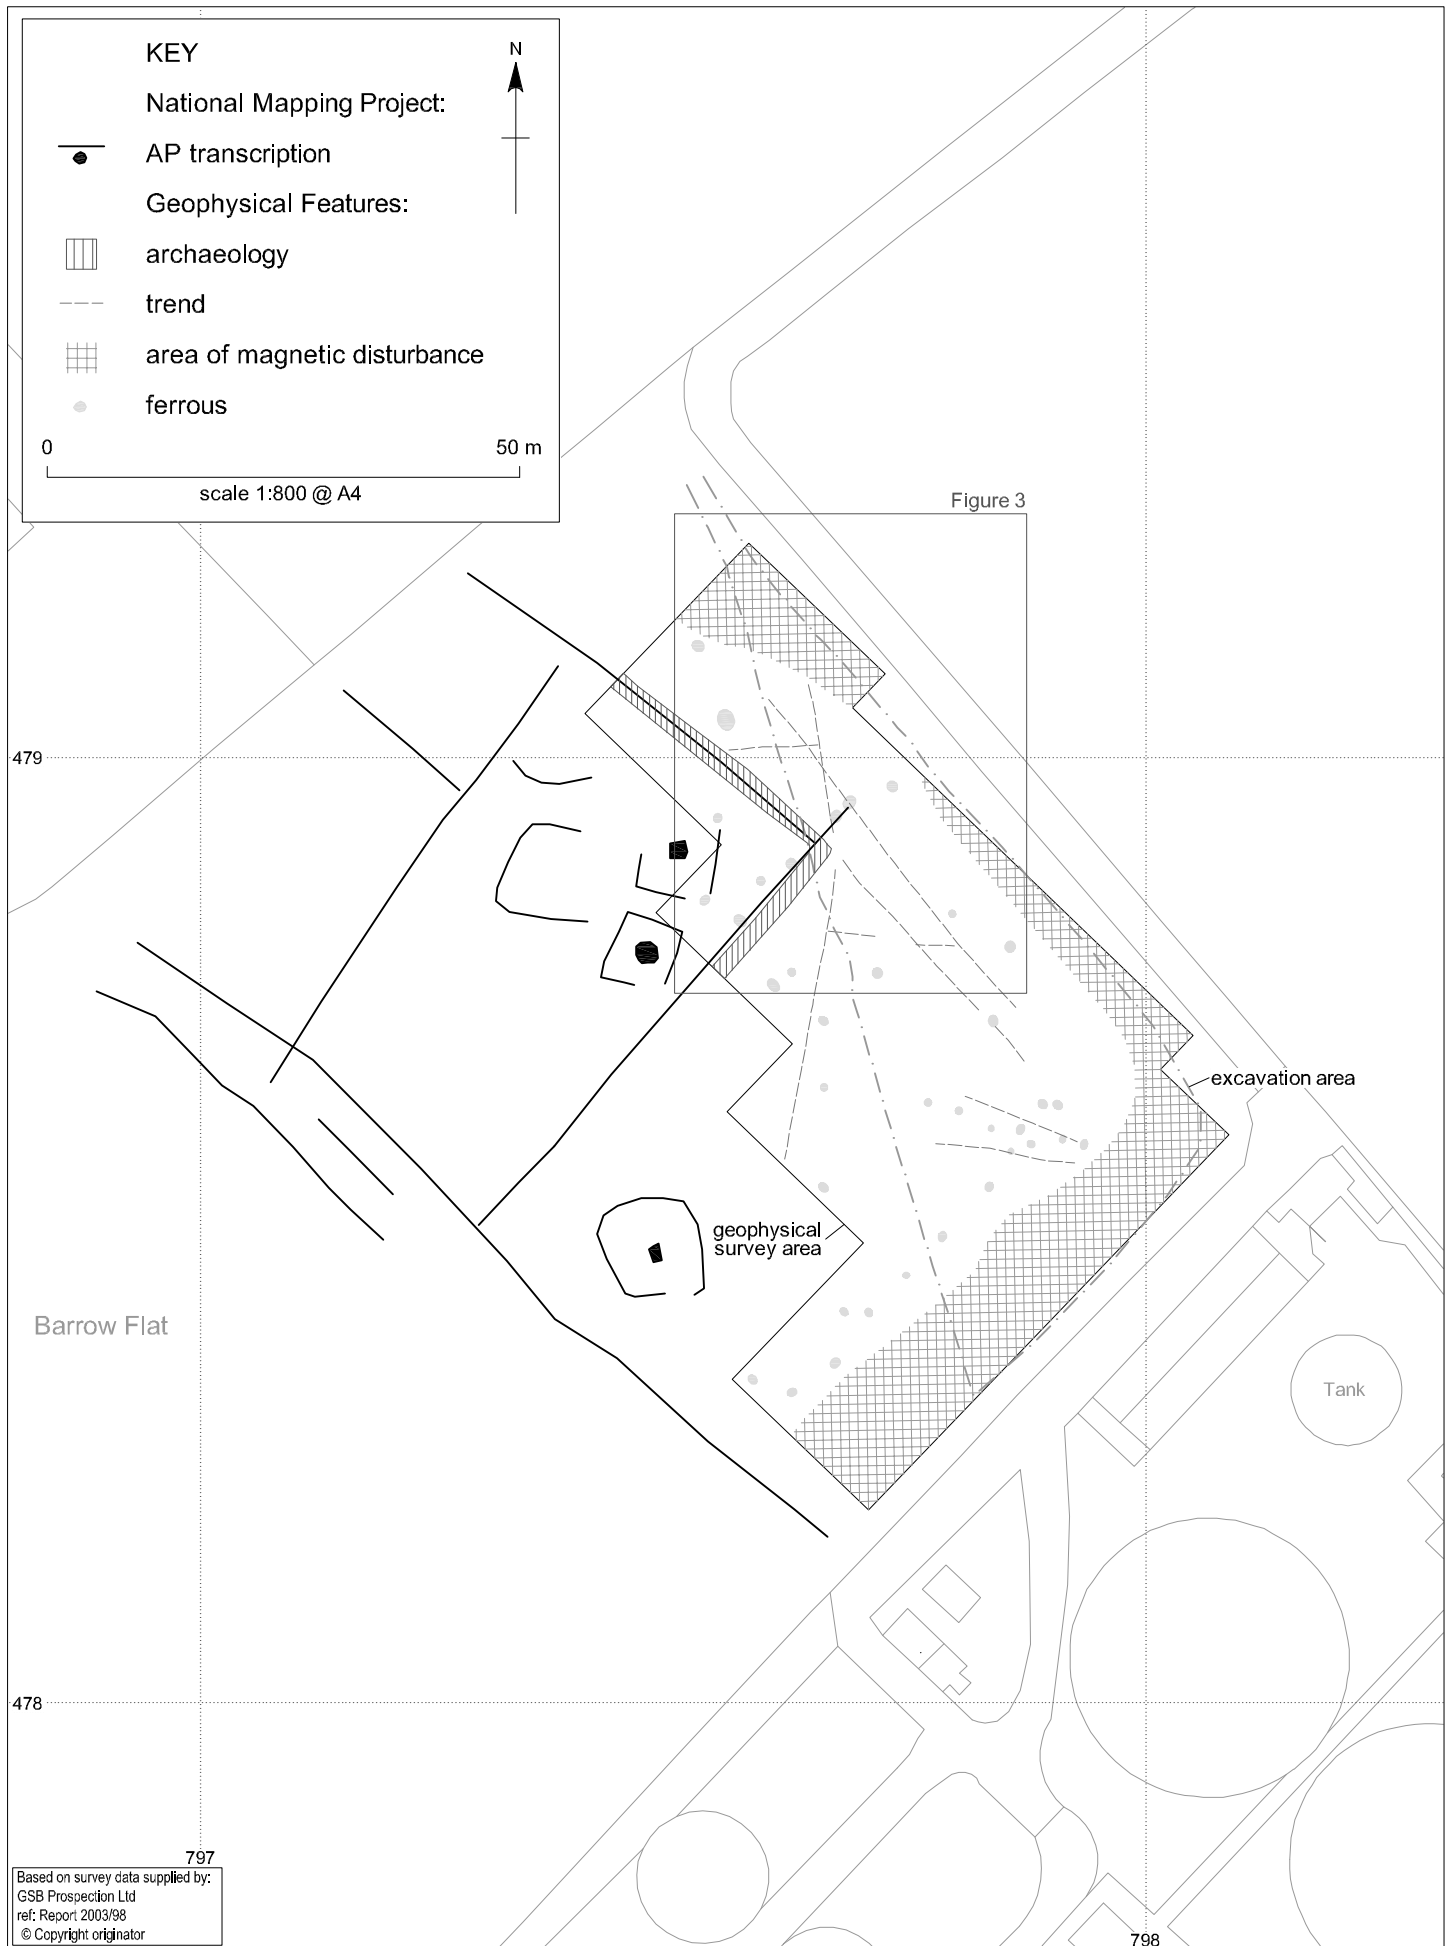 KEY
N
National Mapping Project:
AP transcription
Geophysical Features:
archaeology
trend
area of magnetic disturbance
ferrous
0 50 m
scale 1:800 @ A4
Figure 3
479
excavation area
geophysical
survey area
Barrow Flat
Tank
478
797
Based on survey data supplied by:
GSB Prospection Ltd
ref: Report 2003/98
© Copyright originator
798